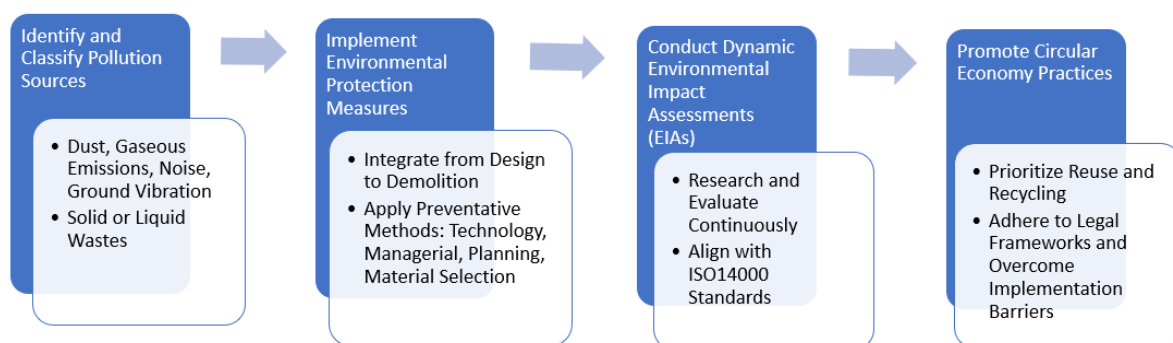 Identify and
Classify Pollution
Sources
• Dust, Gaseous
Emissions, Noise,
Ground Vibration
• Solid or Liquid
Wastes
Implement
Environmental
Protection
Measures
• Integrate from Design
to Demolition
• Apply Preventative
Methods: Technology,
Managerial, Planning,
Material Selection
Conduct Dynamic
Environmental
Impact
Assessments
(EIAs)
• Research and
Evaluate
Continuously
• Align with
ISO14000
Standards
Promote Circular
Economy Practices
• Prioritize Reuse and
Recycling
• Adhere to Legal
Frameworks and
Overcome
Implementation
Barriers